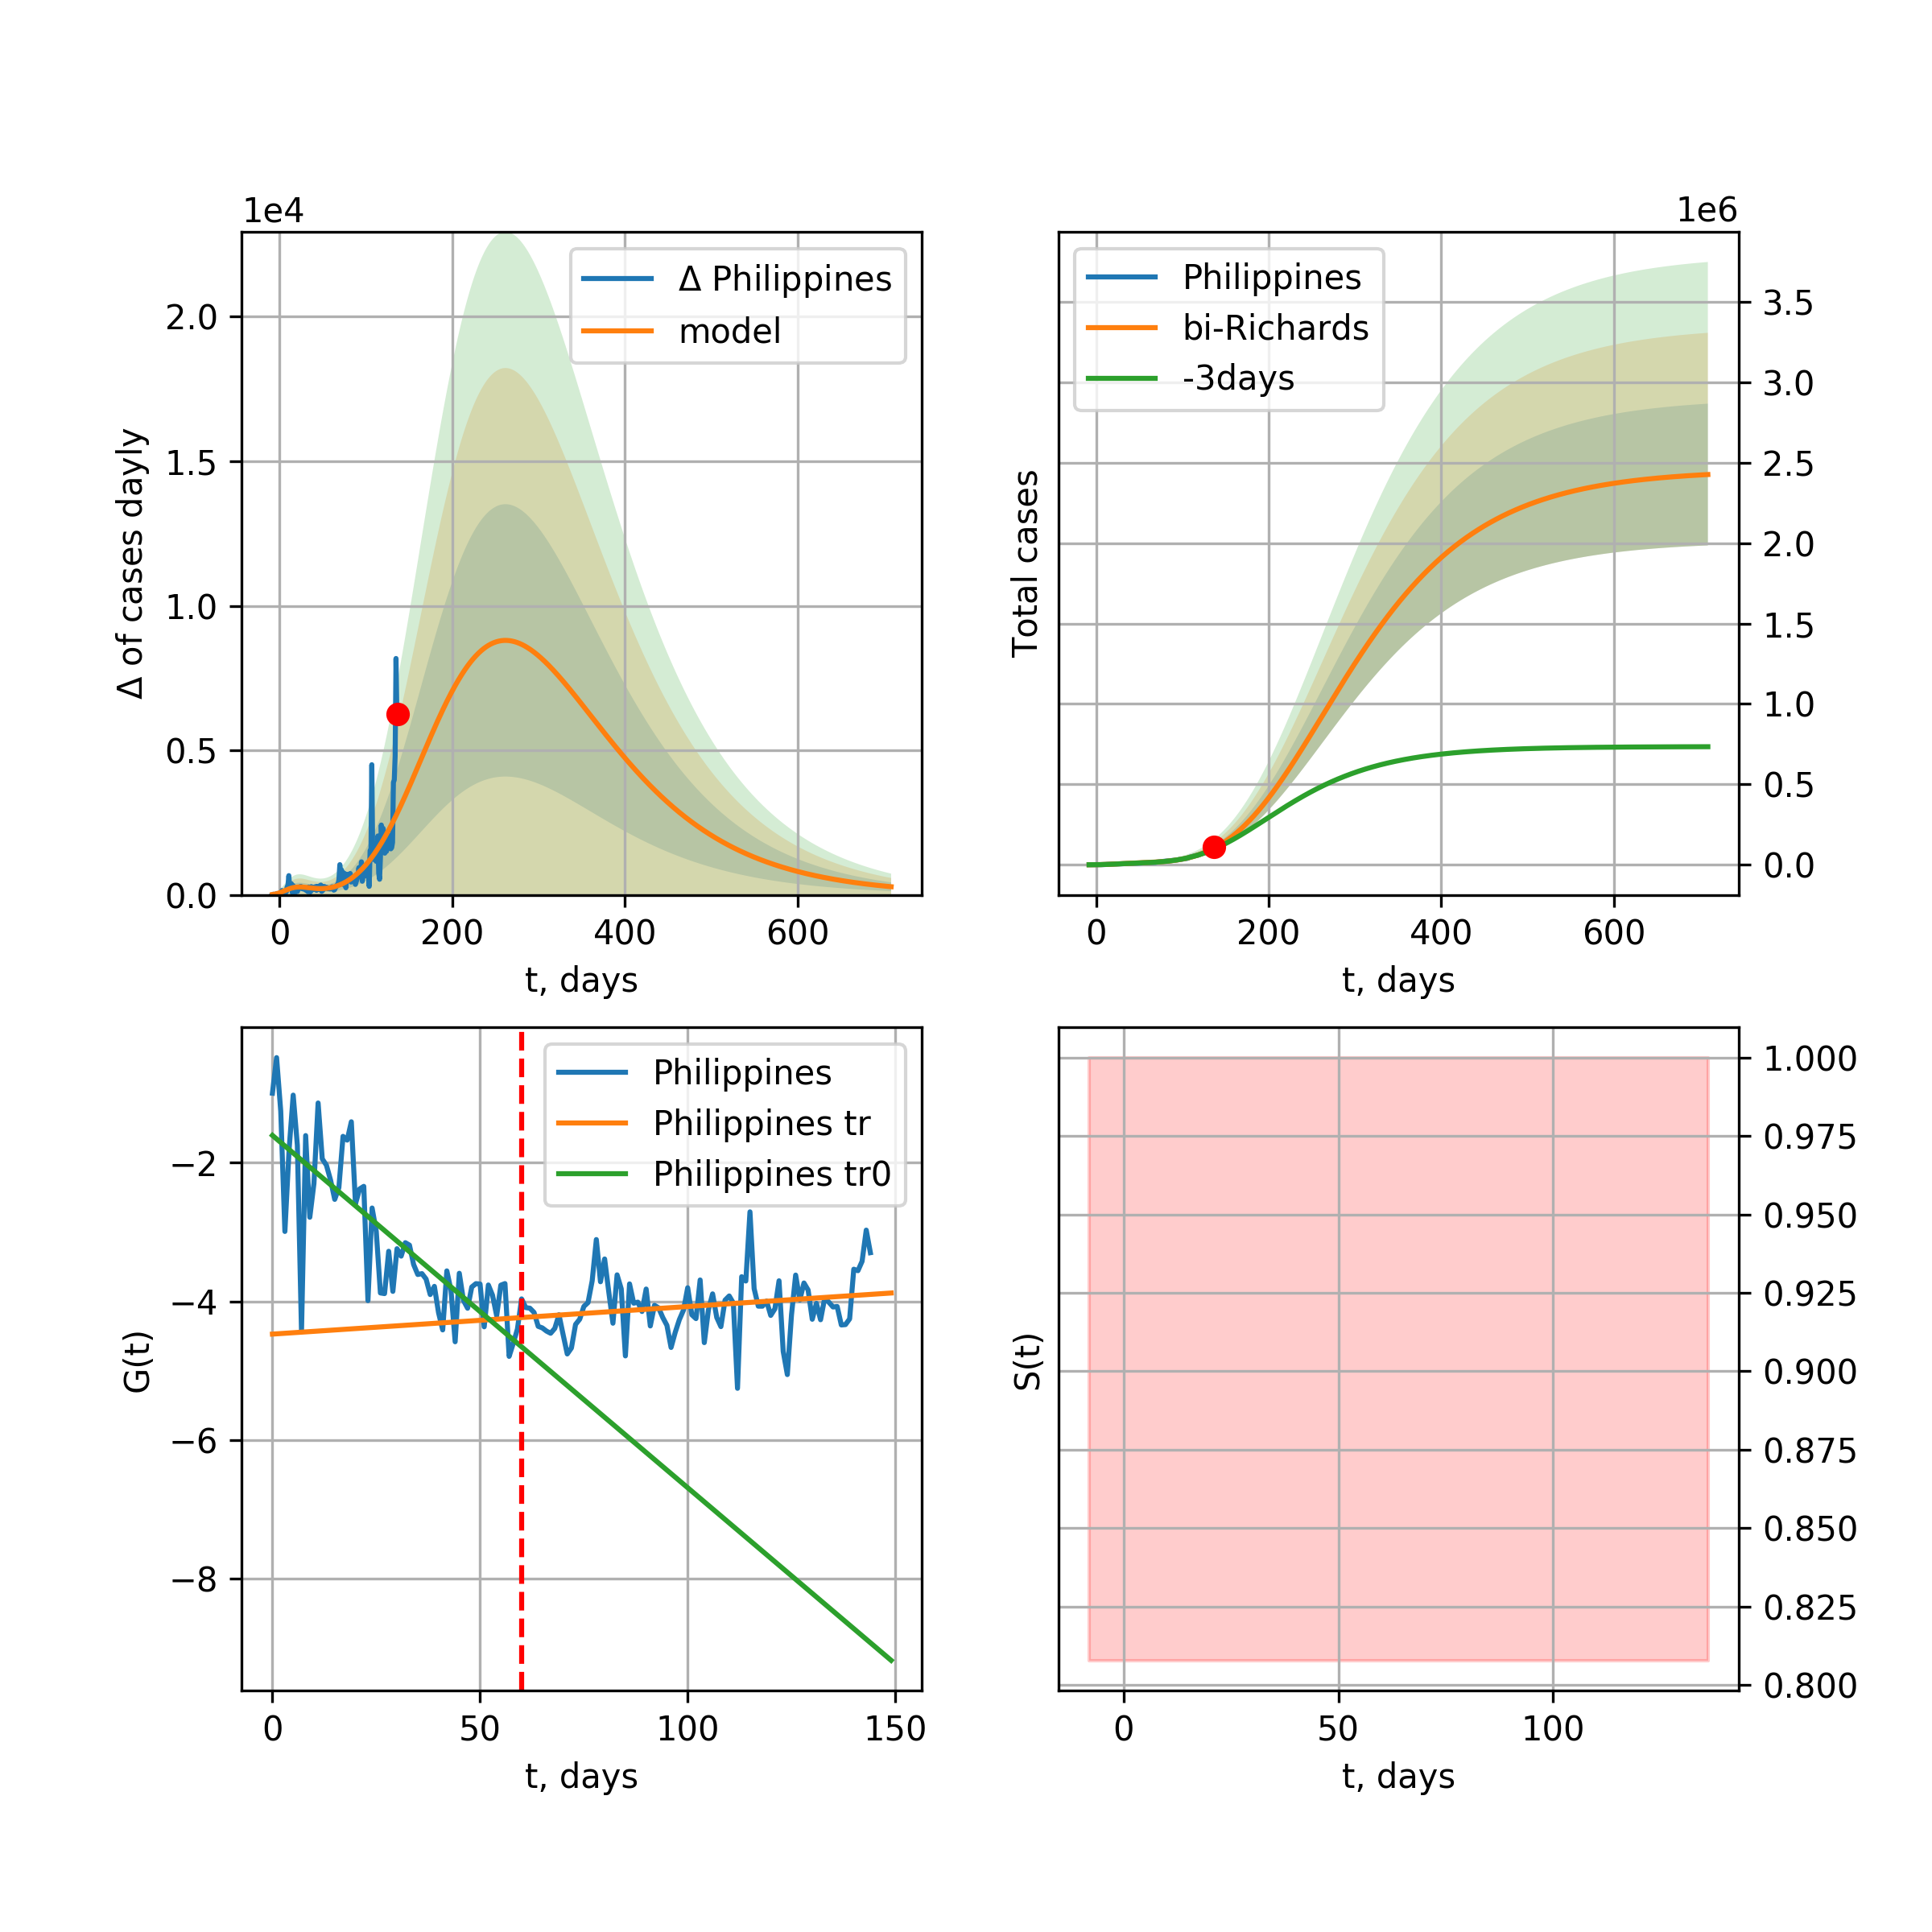 1e4
Δ of cases dayly
2.0
1.5
1.0
0.5
0.0
0
200
400
600
t, days
Δ Philippines
model
1e6
Total cases
3.5
3.0
2.5
2.0
1.5
1.0
0.5
0.0
0
200
400
600
t, days
Philippines
bi-Richards
-3days
G(t)
−2
−4
−6
−8
0
50
100
150
t, days
Philippines
Philippines tr
Philippines tr0
S(t)
1.000
0.975
0.950
0.925
0.900
0.875
0.850
0.825
0.800
0
50
100
t, days